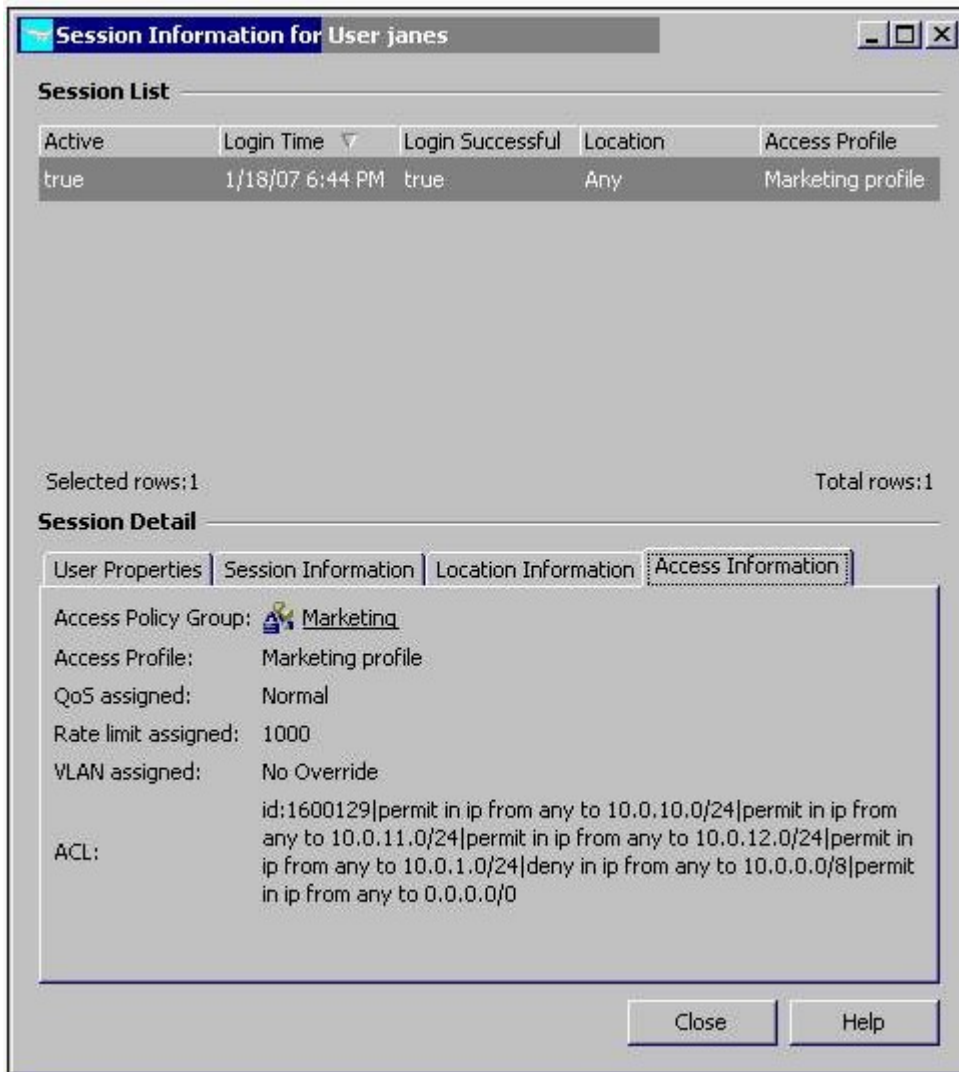 Session Information for User janes
Session List
Active Login Time Login Successful Location Access Profile
true 1/18/07 6:44 PM true Any Marketing profile
Selected rows:1 Total rows:1
Session Detail
User Properties Session Information Location Information Access Information
Access Policy Group: Marketing
Access Profile: Marketing profile
QoS assigned: Normal
Rate limit assigned: 1000
VLAN assigned: No Override
ACL: id:1600129|permit in ip from any to 10.0.10.0/24|permit in ip from
any to 10.0.11.0/24|permit in ip from any to 10.0.12.0/24|permit in
ip from any to 10.0.1.0/24|deny in ip from any to 10.0.0.0/8|permit
in ip from any to 0.0.0.0/0
Close Help